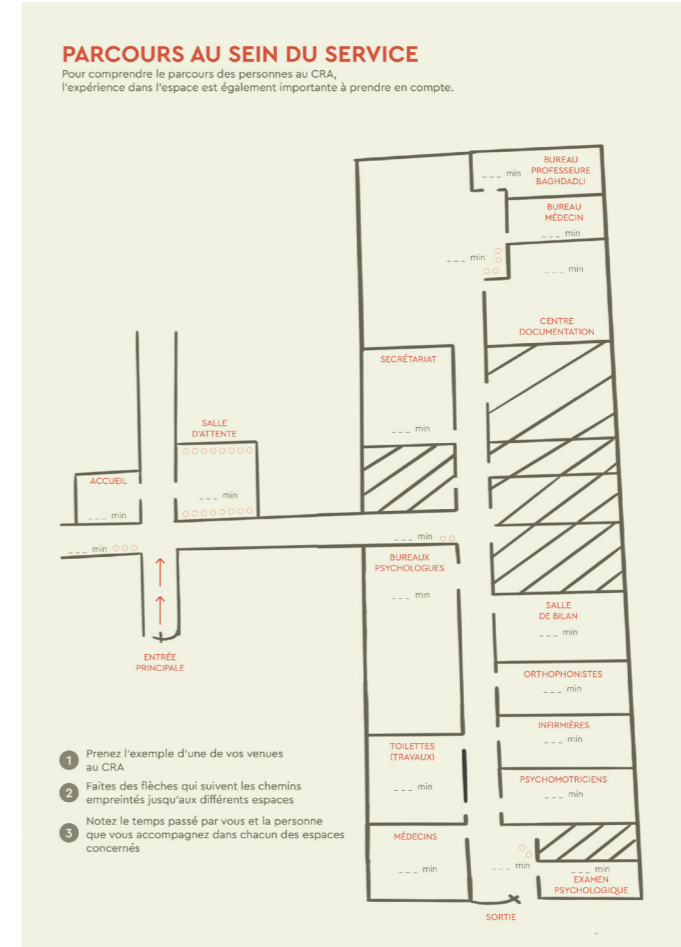 PARCOURS AU SEIN DU SERVICE
Pour comprendre le parcours des personnes au CRA,
l'expérience dans l'espace est également importante à prendre en compte.
BUREAU
PROFESSEURE
BAGHDADLI
_ _ _ min
BUREAU
MÉDECIN
_ _ _ min
_ _ _ min
_ _ _ min
CENTRE
DOCUMENTATION
SECRÉTARIAT
_ _ _ min
SALLE
D'ATTENTE
_ _ _ min
ACCUEIL
_ _ _ min
_ _ _ min
_ _ _ min
BUREAUX
PSYCHOLOGUES
_ _ _ min
ENTRÉE
PRINCIPALE
SALLE
DE BILAN
_ _ _ min
ORTHOPHONISTES
_ _ _ min
INFIRMIÈRES
_ _ _ min
TOILETTES
(TRAVAUX)
_ _ _ min
PSYCHOMOTRICIENS
_ _ _ min
MÉDECINS
_ _ _ min
_ _ _ min
_ _ _ min
EXAMEN
PSYCHOLOGIQUE
SORTIE
1 Prenez l'exemple d'une de vos venues
au CRA
2 Faites des flèches qui suivent les chemins
empreintés jusqu'aux différents espaces
3 Notez le temps passé par vous et la personne
que vous accompagnez dans chacun des espaces
concernés